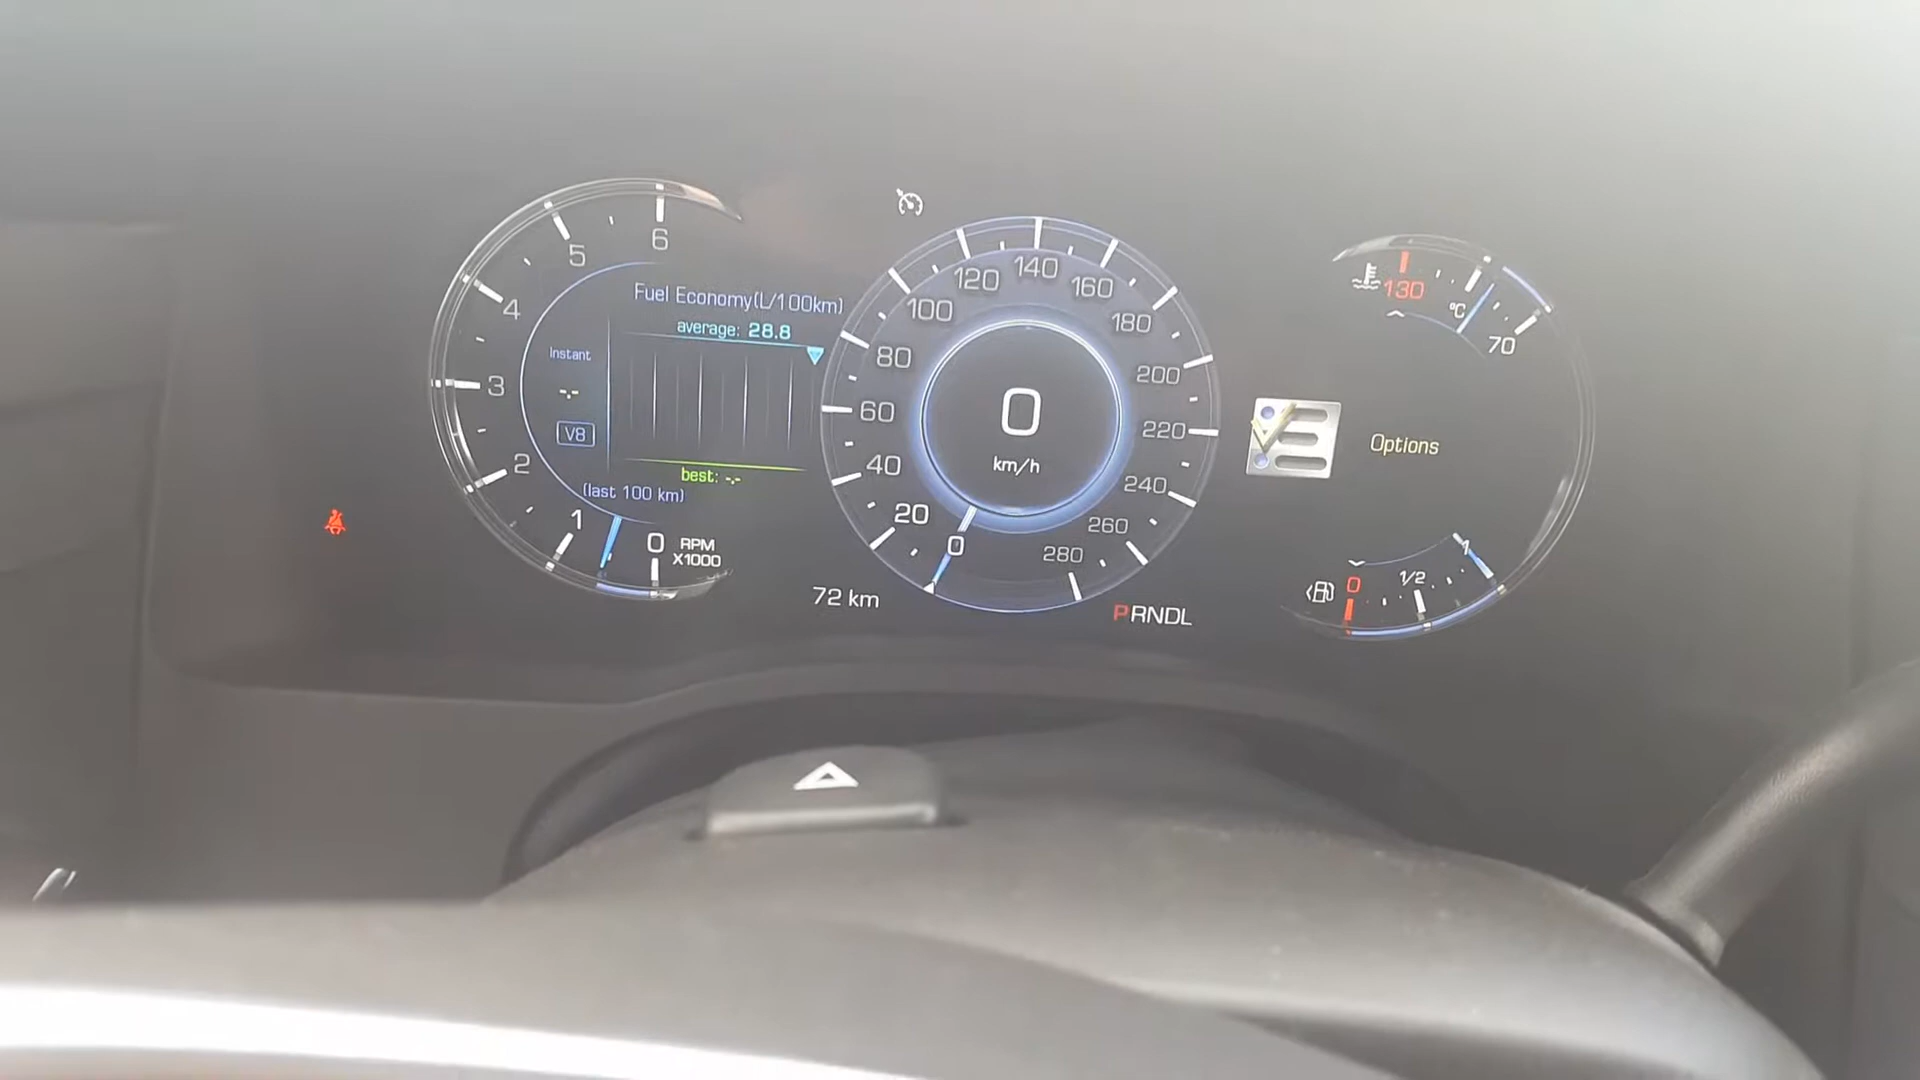 6
5
4
3
2
1
0
RPM
X1000
Fuel Economy(L/100km)
average: 28.8
Instant
-.-
V8
best: -.-
(last 100 km)
0
20
40
60
80
100
120
140
160
180
200
220
240
260
280
0
km/h
72 km
PRNDL
130
°C
70
Options
0
1/2
1